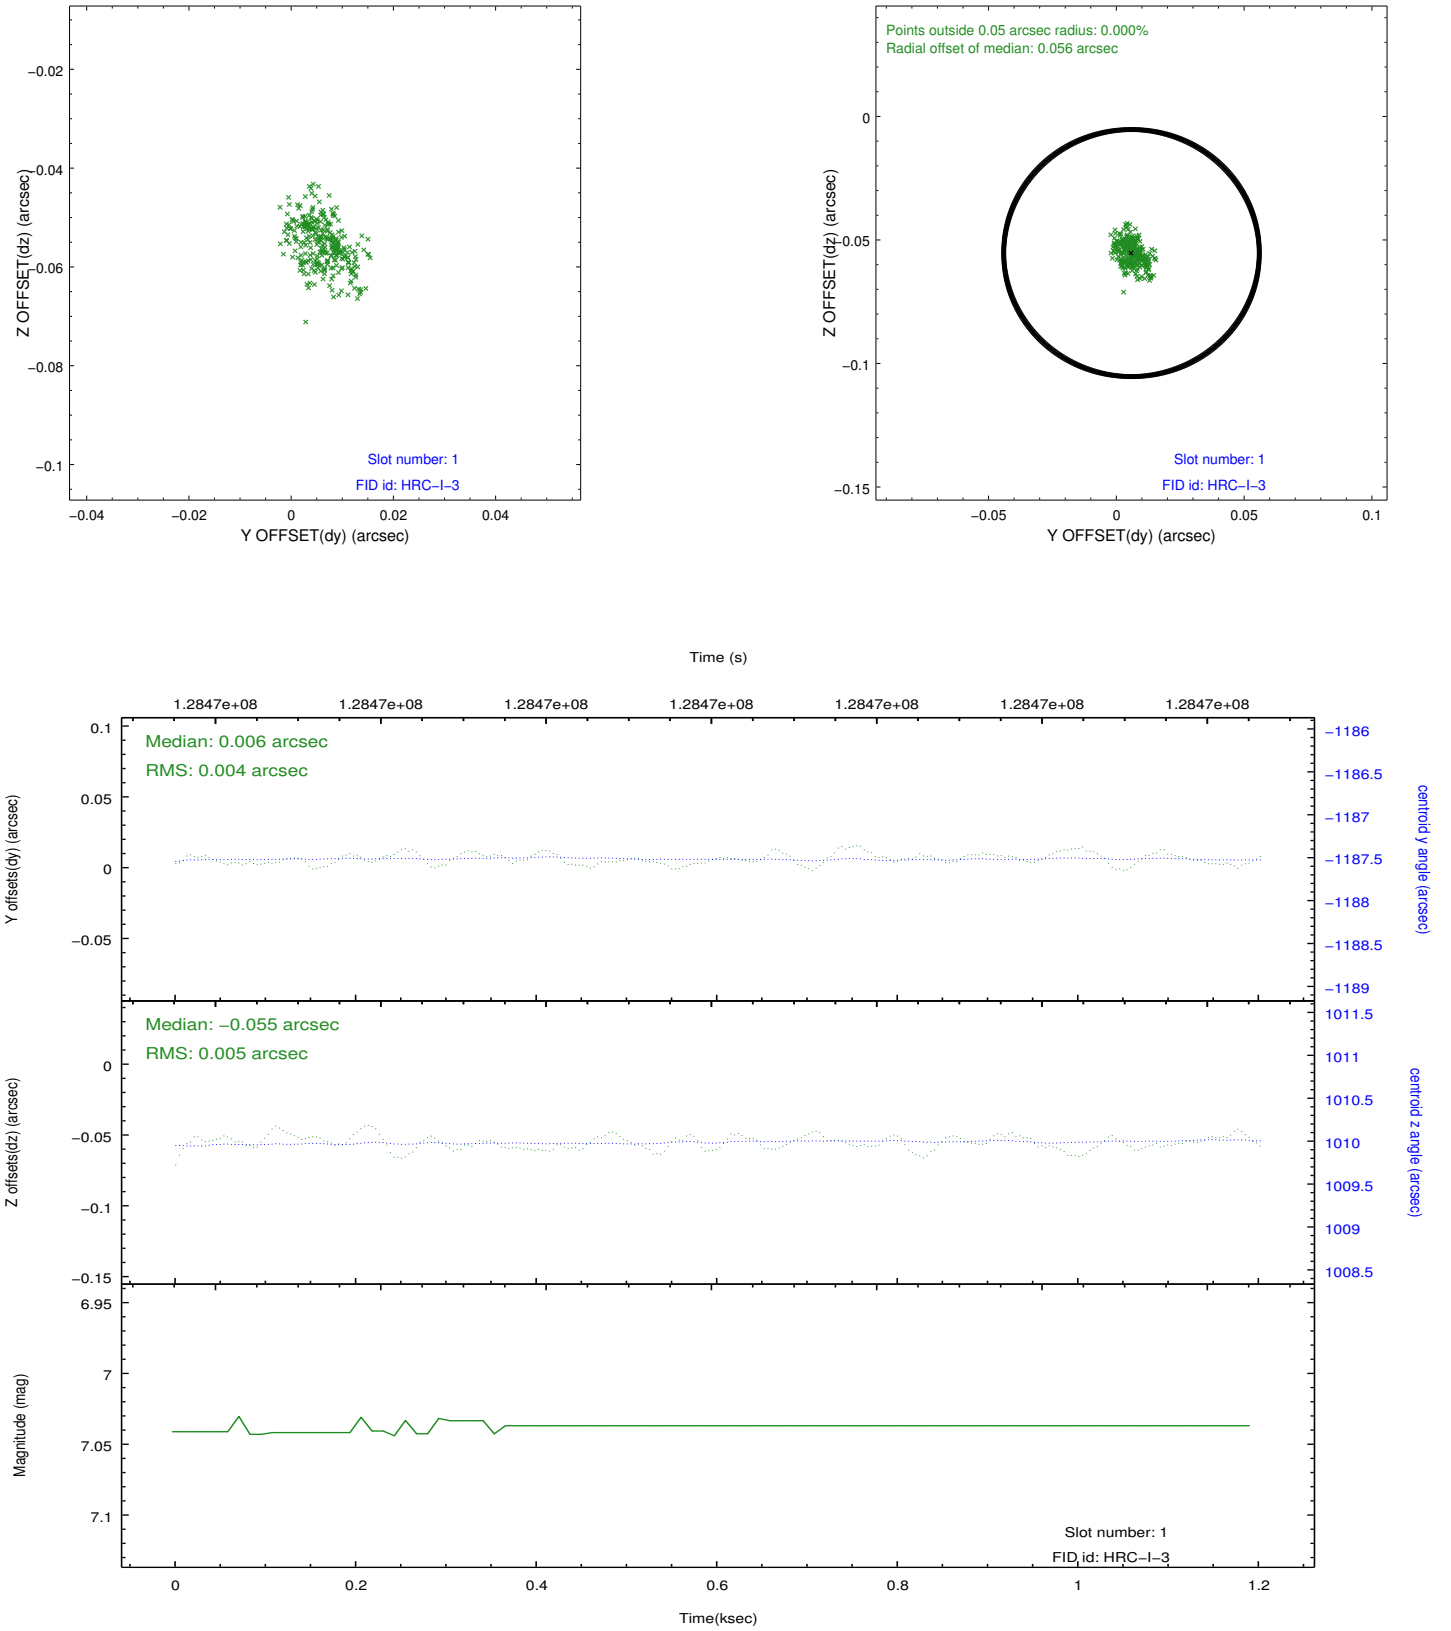 −0.02
−0.04
−0.06
−0.08
−0.1
Z OFFSET(dz) (arcsec)
Slot number: 1
FID id: HRC−I−3
−0.04
−0.02
0
0.02
0.04
Y OFFSET(dy) (arcsec)
Points outside 0.05 arcsec radius: 0.000%
Radial offset of median: 0.056 arcsec
0
−0.05
−0.1
−0.15
Z OFFSET(dz) (arcsec)
Slot number: 1
FID id: HRC−I−3
−0.05
0
0.05
0.1
Y OFFSET(dy) (arcsec)
Time (s)
1.2847e+08
1.2847e+08
1.2847e+08
1.2847e+08
1.2847e+08
1.2847e+08
1.2847e+08
Median: 0.006 arcsec
RMS: 0.004 arcsec
0.1
0.05
0
−0.05
Y offsets(dy) (arcsec)
−1186
−1186.5
−1187
−1187.5
−1188
−1188.5
−1189
centroid y angle (arcsec)
Median: −0.055 arcsec
RMS: 0.005 arcsec
0
−0.05
−0.1
−0.15
Z offsets(dz) (arcsec)
1011.5
1011
1010.5
1010
1009.5
1009
1008.5
centroid z angle (arcsec)
6.95
7
7.05
7.1
Magnitude (mag)
Slot number: 1
FID id: HRC−I−3
0
0.2
0.4
0.6
0.8
1
1.2
Time(ksec)